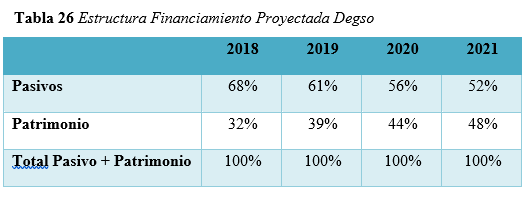 Tabla 26 Estructura Financiamiento Proyectada Degso
2018 2019 2020 2021
Pasivos 68% 61% 56% 52%
Patrimonio 32% 39% 44% 48%
Total Pasivo + Patrimonio 100% 100% 100% 100%